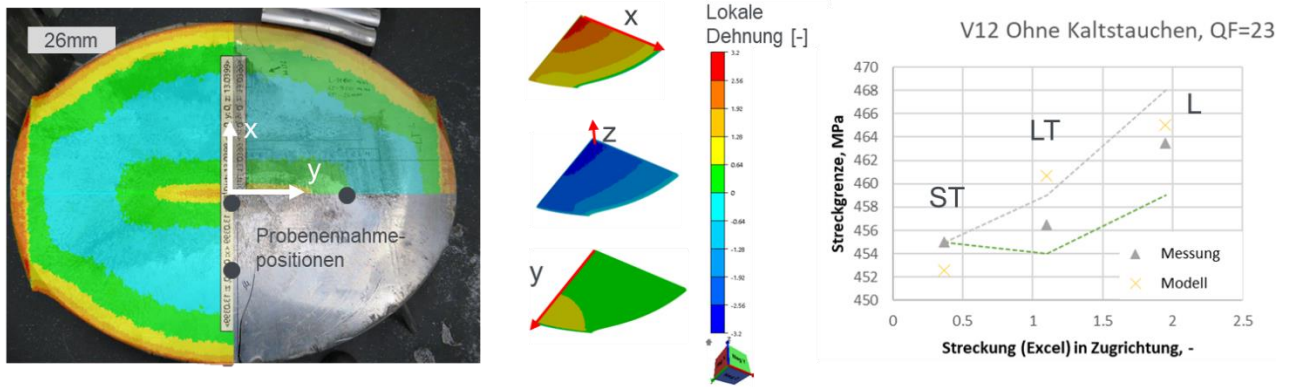 26mm
x
y
Probenennahme-
positionen
x
z
y
Lokale
Dehnung [-]
3.2
2.56
1.92
1.28
0.64
0
-0.64
-1.28
-1.92
-2.56
-3.2
V12 Ohne Kaltstauchen, QF=23
Streckgrenze, MPa
470
468
466
464
462
460
458
456
454
452
450
ST
LT
L
Messung
Modell
0
0.5
1
1.5
2
2.5
Streckung (Excel) in Zugrichtung, -